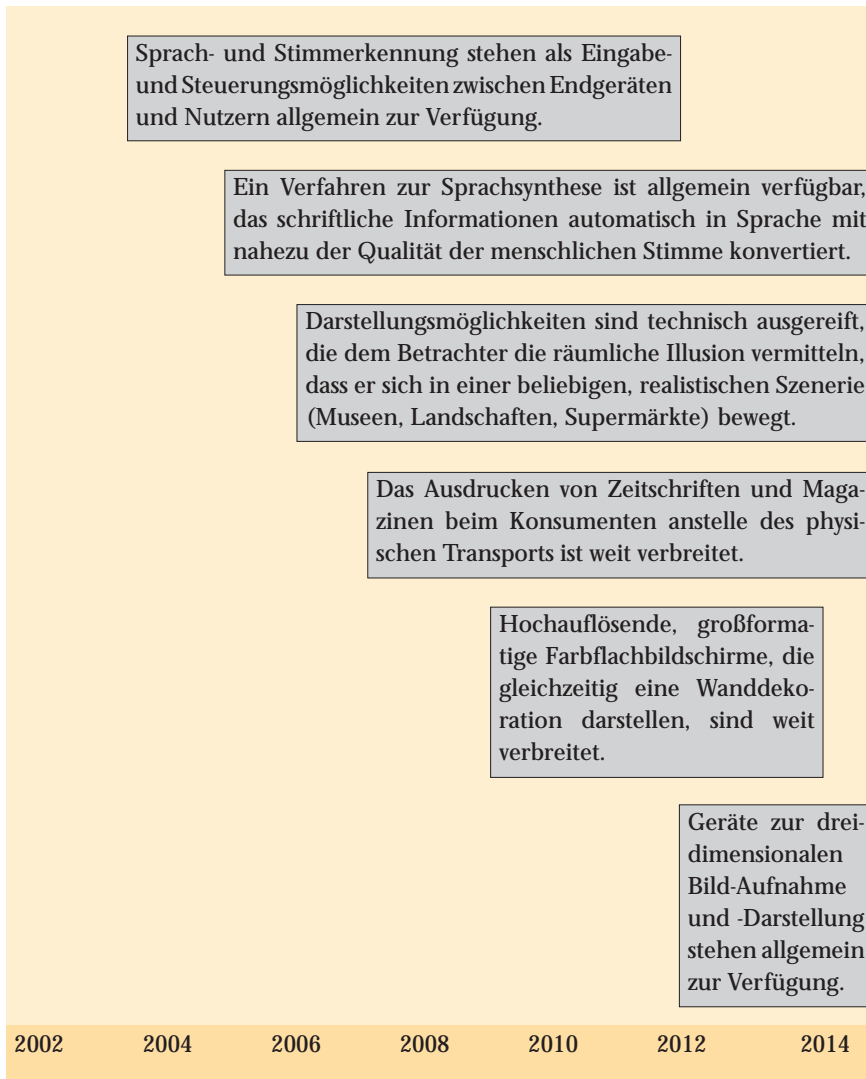 Sprach- und Stimmerkennung stehen als Eingabe-
und Steuerungsmöglichkeiten zwischen Endgeräten
und Nutzern allgemein zur Verfügung.
Ein Verfahren zur Sprachsynthese ist allgemein verfügbar,
das schriftliche Informationen automatisch in Sprache mit
nahezu der Qualität der menschlichen Stimme konvertiert.
Darstellungsmöglichkeiten sind technisch ausgereift,
die dem Betrachter die räumliche Illusion vermitteln,
dass er sich in einer beliebigen, realistischen Szenerie
(Museen, Landschaften, Supermärkte) bewegt.
Das Ausdrucken von Zeitschriften und Maga-
zinen beim Konsumenten anstelle des physi-
schen Transports ist weit verbreitet.
Hochauflösende, großforma-
tige Farbflachbildschirme, die
gleichzeitig eine Wanddeko-
ration darstellen, sind weit
verbreitet.
Geräte zur drei-
dimensionalen
Bild-Aufnahme
und -Darstellung
stehen allgemein
zur Verfügung.
2002 2004 2006 2008 2010 2012 2014